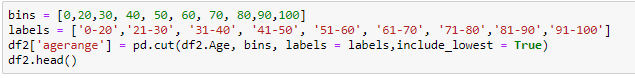 bins = [0,20,30, 40, 50, 60, 70, 80,90,100]
labels = ['0-20','21-30', '31-40', '41-50', '51-60', '61-70', '71-80','81-90','91-100']
df2['agerange'] = pd.cut(df2.Age, bins, labels = labels,include_lowest = True)
df2.head()